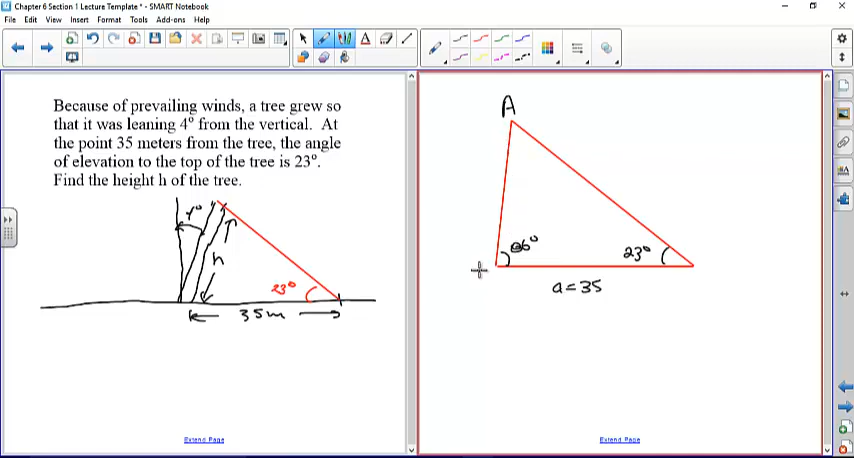 Chapter 6 Section 1 Lecture Template * - SMART Notebook
File Edit View Insert Format Tools Add-ons Help
Because of prevailing winds, a tree grew so
that it was leaning 4° from the vertical. At
the point 35 meters from the tree, the angle
of elevation to the top of the tree is 23°.
Find the height h of the tree.
4°
h
23°
35m
Extend Page
A
86°
23°
a=35
Extend Page